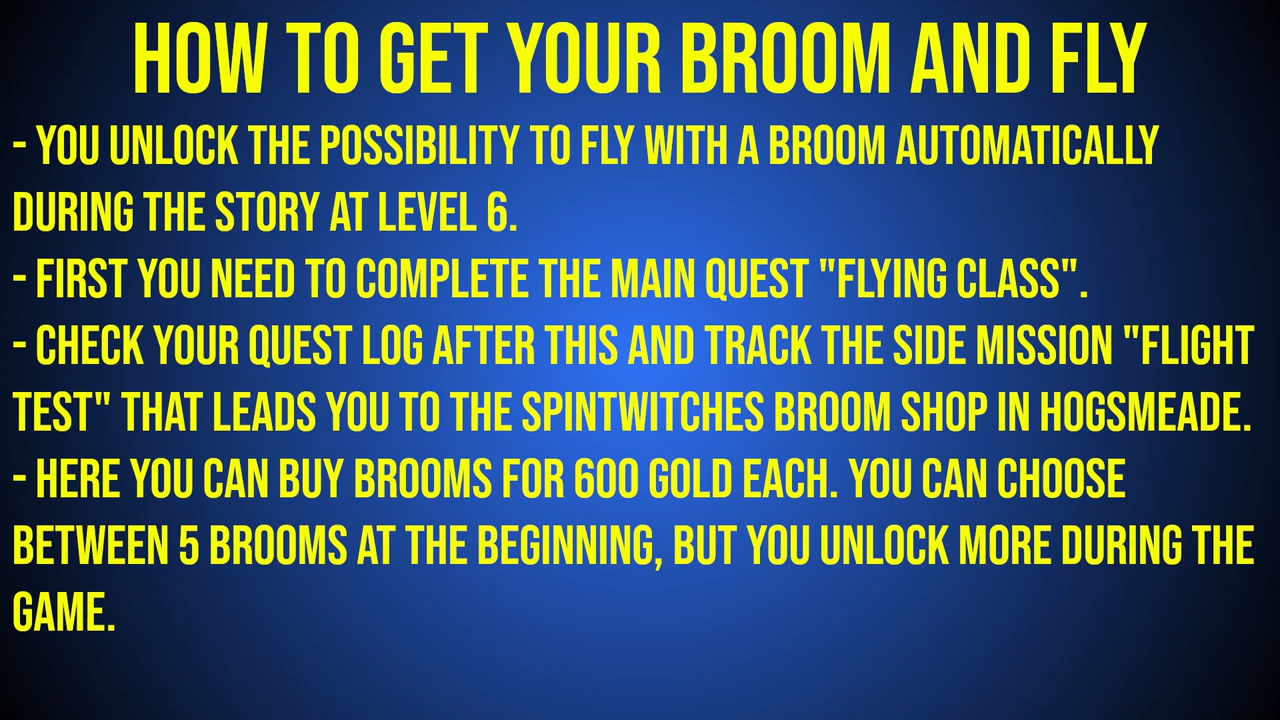 HOW TO GET YOUR BROOM AND FLY
- YOU UNLOCK THE POSSIBILITY TO FLY WITH A BROOM AUTOMATICALLY
DURING THE STORY AT LEVEL 6.
- FIRST YOU NEED TO COMPLETE THE MAIN QUEST "FLYING CLASS".
- CHECK YOUR QUEST LOG AFTER THIS AND TRACK THE SIDE MISSION "FLIGHT
TEST" THAT LEADS YOU TO THE SPINTWITCHES BROOM SHOP IN HOGSMEADE.
- HERE YOU CAN BUY BROOMS FOR 600 GOLD EACH. YOU CAN CHOOSE
BETWEEN 5 BROOMS AT THE BEGINNING, BUT YOU UNLOCK MORE DURING THE
GAME.